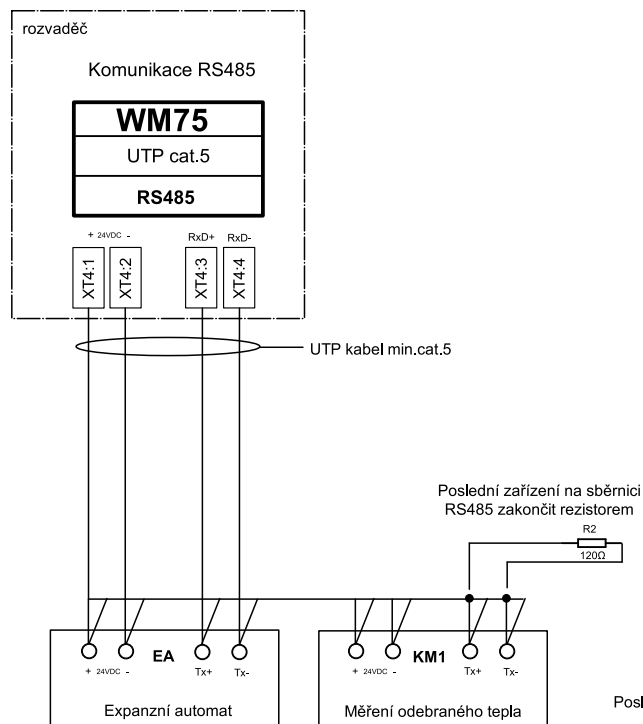 rozvaděč
Komunikace RS485
WM75
UTP cat.5
RS485
+ 24VDC -
RxD+ RxD-
XT4:1
XT4:2
XT4:3
XT4:4
UTP kabel min.cat.5
Poslední zařízení na sběrnici
RS485 zakončit rezistorem
R2
120Ω
EA
+ 24VDC -
Tx+ Tx-
Expanzní automat
KM1
+ 24VDC -
Tx+ Tx-
Měření odebraného tepla
Posl